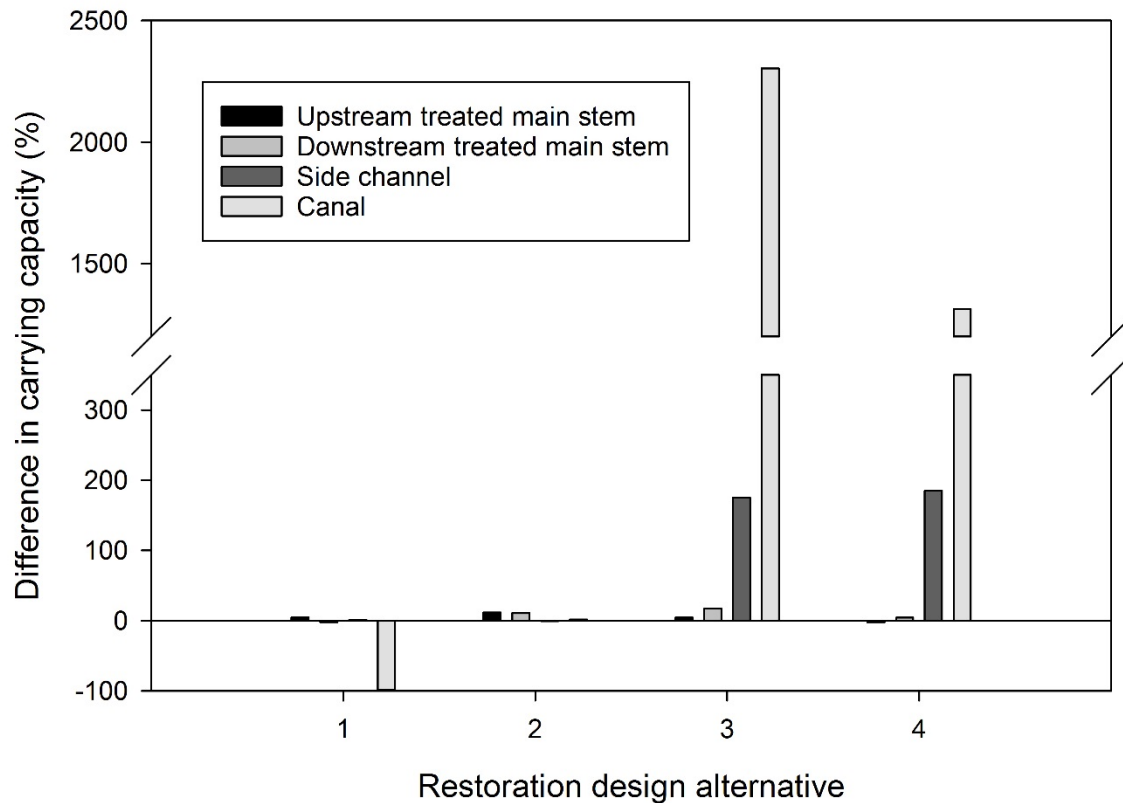 2500
2000
1500
300
200
100
0
-100
Difference in carrying capacity (%)
Upstream treated main stem
Downstream treated main stem
Side channel
Canal
1 2 3 4
Restoration design alternative